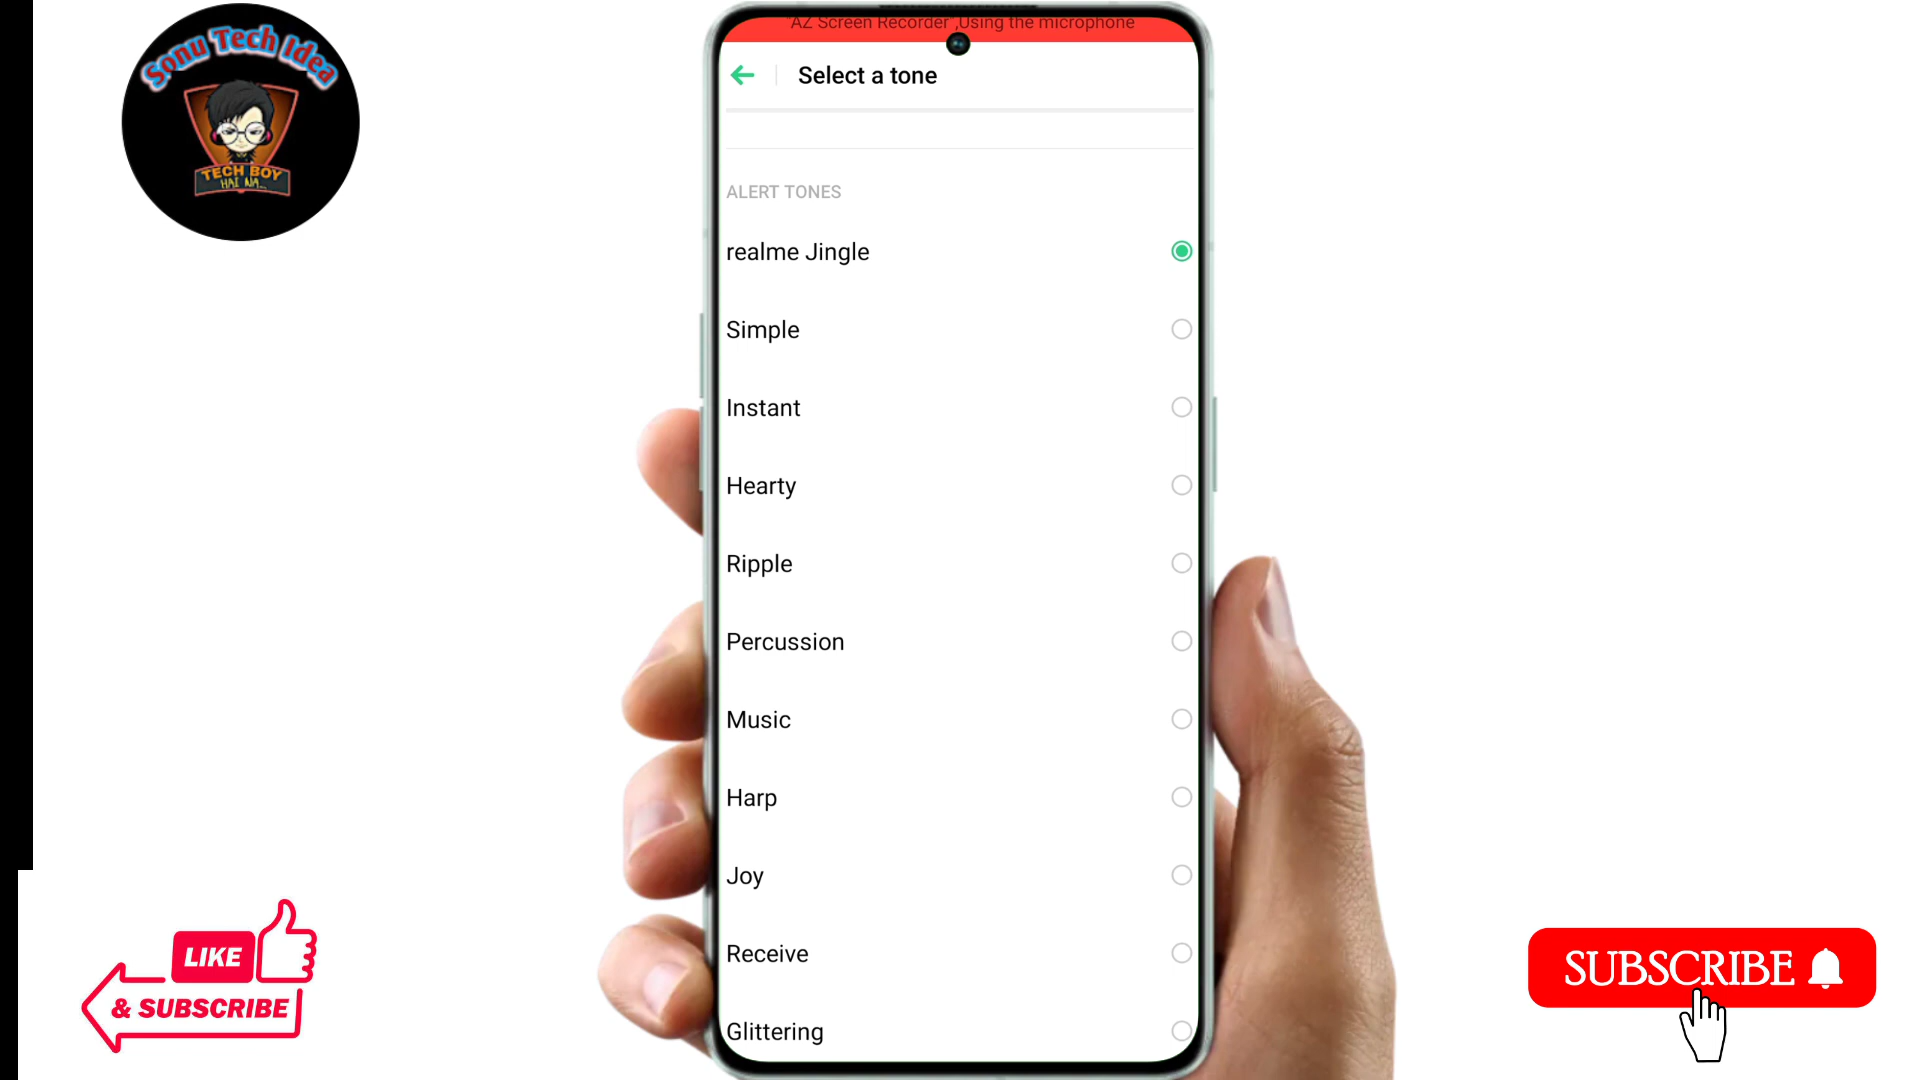 Sonu Tech Idea
TECH BOY
HAI NA...
"AZ Screen Recorder",Using the microphone
Select a tone
ALERT TONES
realme Jingle
Simple
Instant
Hearty
Ripple
Percussion
Music
Harp
Joy
Receive
Glittering
LIKE
& SUBSCRIBE
SUBSCRIBE